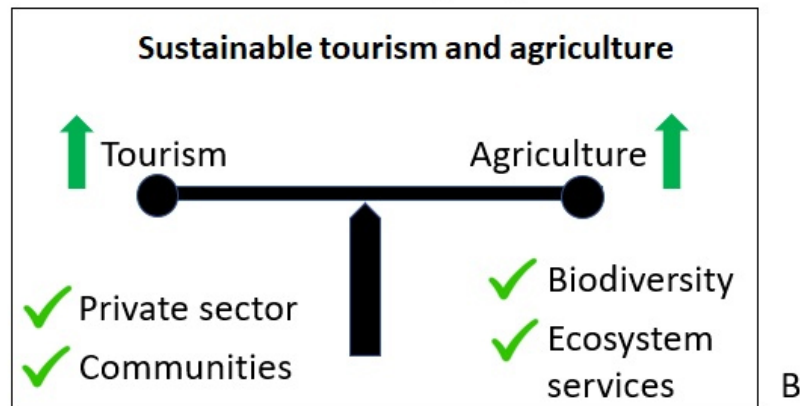 Sustainable tourism and agriculture
Tourism
Agriculture
Private sector
Communities
Biodiversity
Ecosystem
services
B